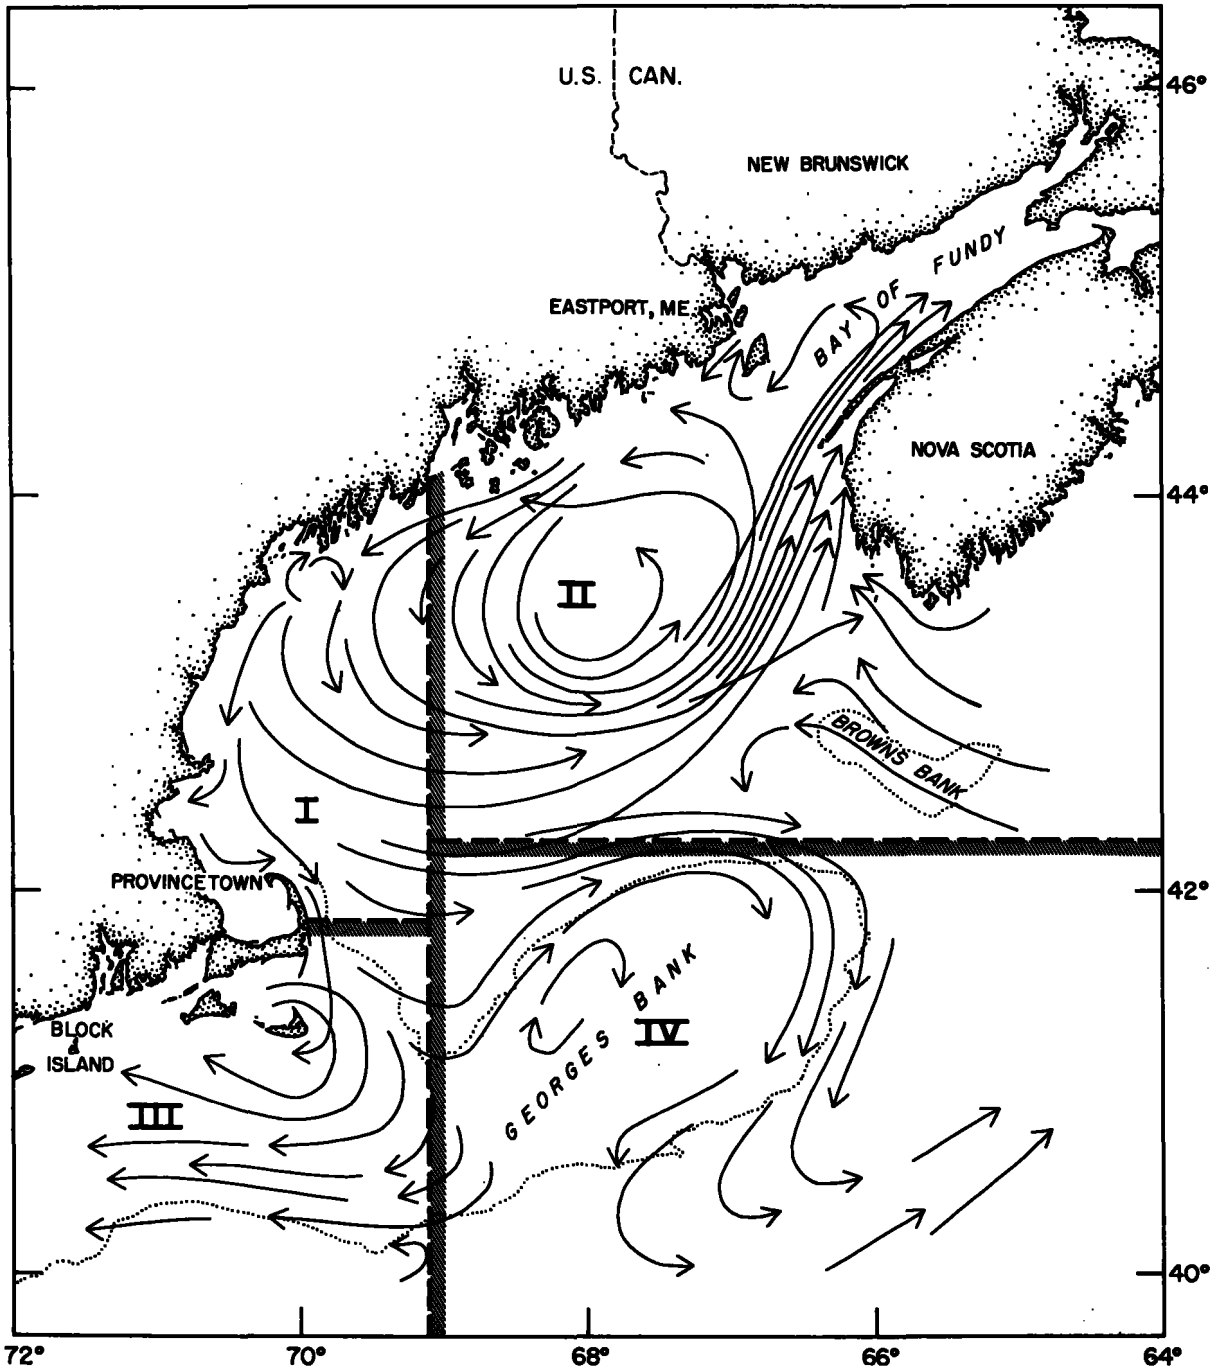 U.S. CAN.
46°
NEW BRUNSWICK
BAY OF FUNDY
EASTPORT, ME.
NOVA SCOTIA
44°
II
BROWNS BANK
I
PROVINCETOWN
42°
GEORGES BANK
IV
BLOCK
ISLAND
III
40°
72° 70° 68° 66° 64°